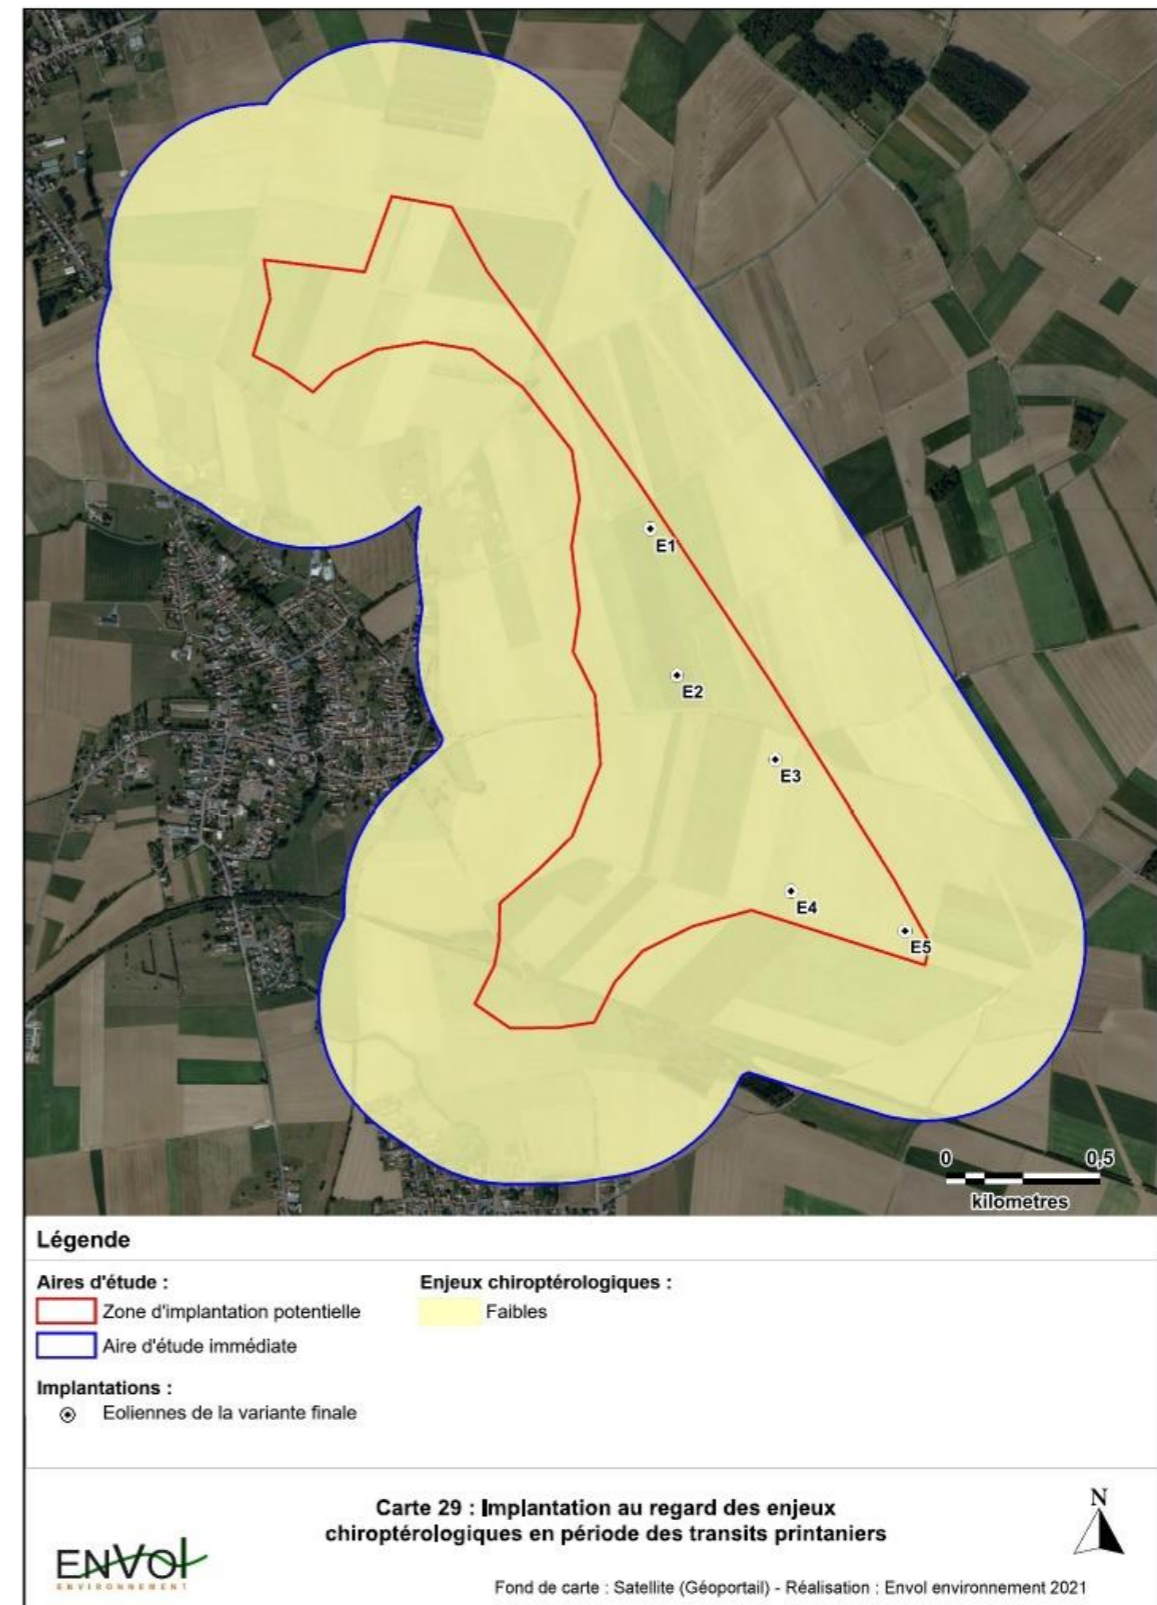 E1
E2
E3
E4
E5
0 0,5
kilometres
Légende
Aires d'étude :
Zone d'implantation potentielle
Aire d'étude immédiate
Enjeux chiroptérologiques :
Faibles
Implantations :
Eoliennes de la variante finale
ENVOl
ENVIRONNEMENT
Carte 29 : Implantation au regard des enjeux
chiroptérologiques en période des transits printaniers
N
Fond de carte : Satellite (Géoportail) - Réalisation : Envol environnement 2021